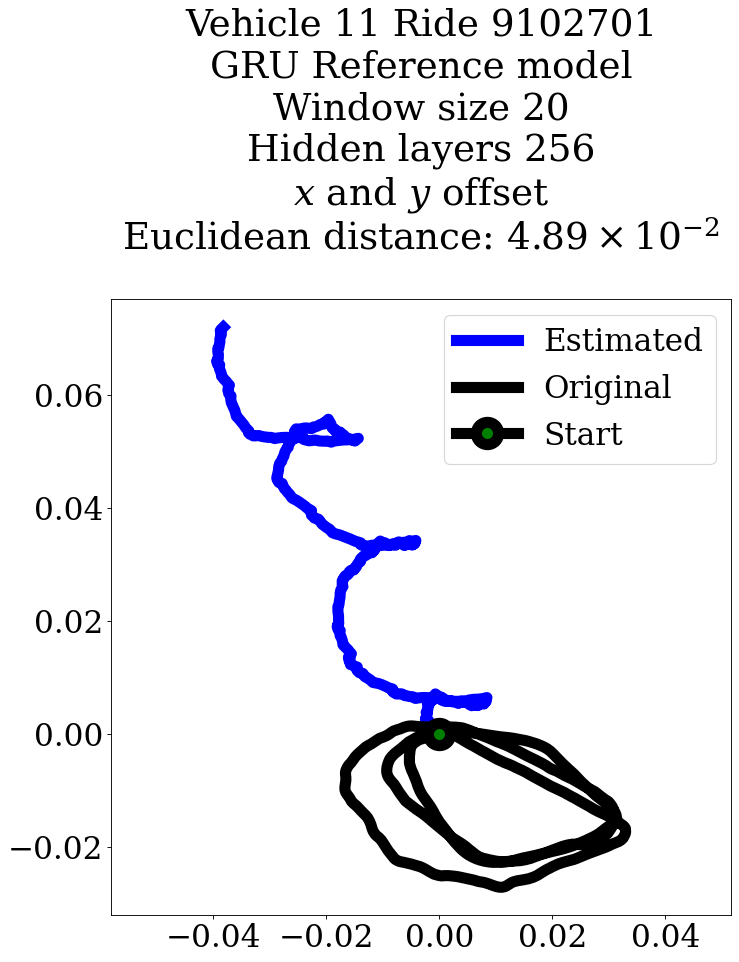 Vehicle 11 Ride 9102701
GRU Reference model
Window size 20
Hidden layers 256
x and y offset
Euclidean distance: 4.89 × 10⁻²
Estimated
Original
Start
0.06
0.04
0.02
0.00
−0.02
−0.04 −0.02 0.00 0.02 0.04